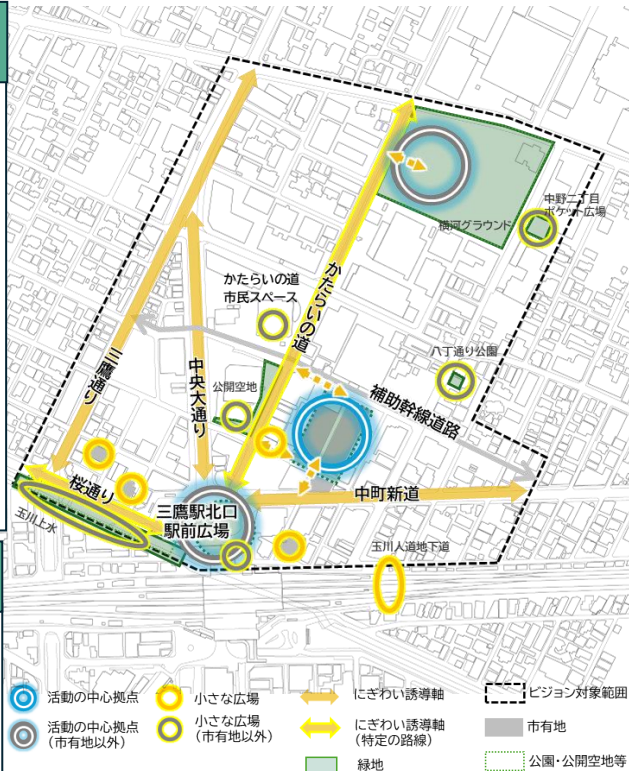 中野二丁目
ポケット広場
横河グラウンド
かたらいの道
かたらいの道
市民スペース
八丁通り公園
補助幹線道路
三鷹通り
中央大通り
公開空地
中町新道
桜通り
三鷹駅北口
駅前広場
玉川上水
玉川人道地下道
活動の中心拠点
小さな広場
にぎわい誘導軸
ビジョン対象範囲
活動の中心拠点
(市有地以外)
小さな広場
(市有地以外)
にぎわい誘導軸
(特定の路線)
市有地
緑地
公園・公開空地等